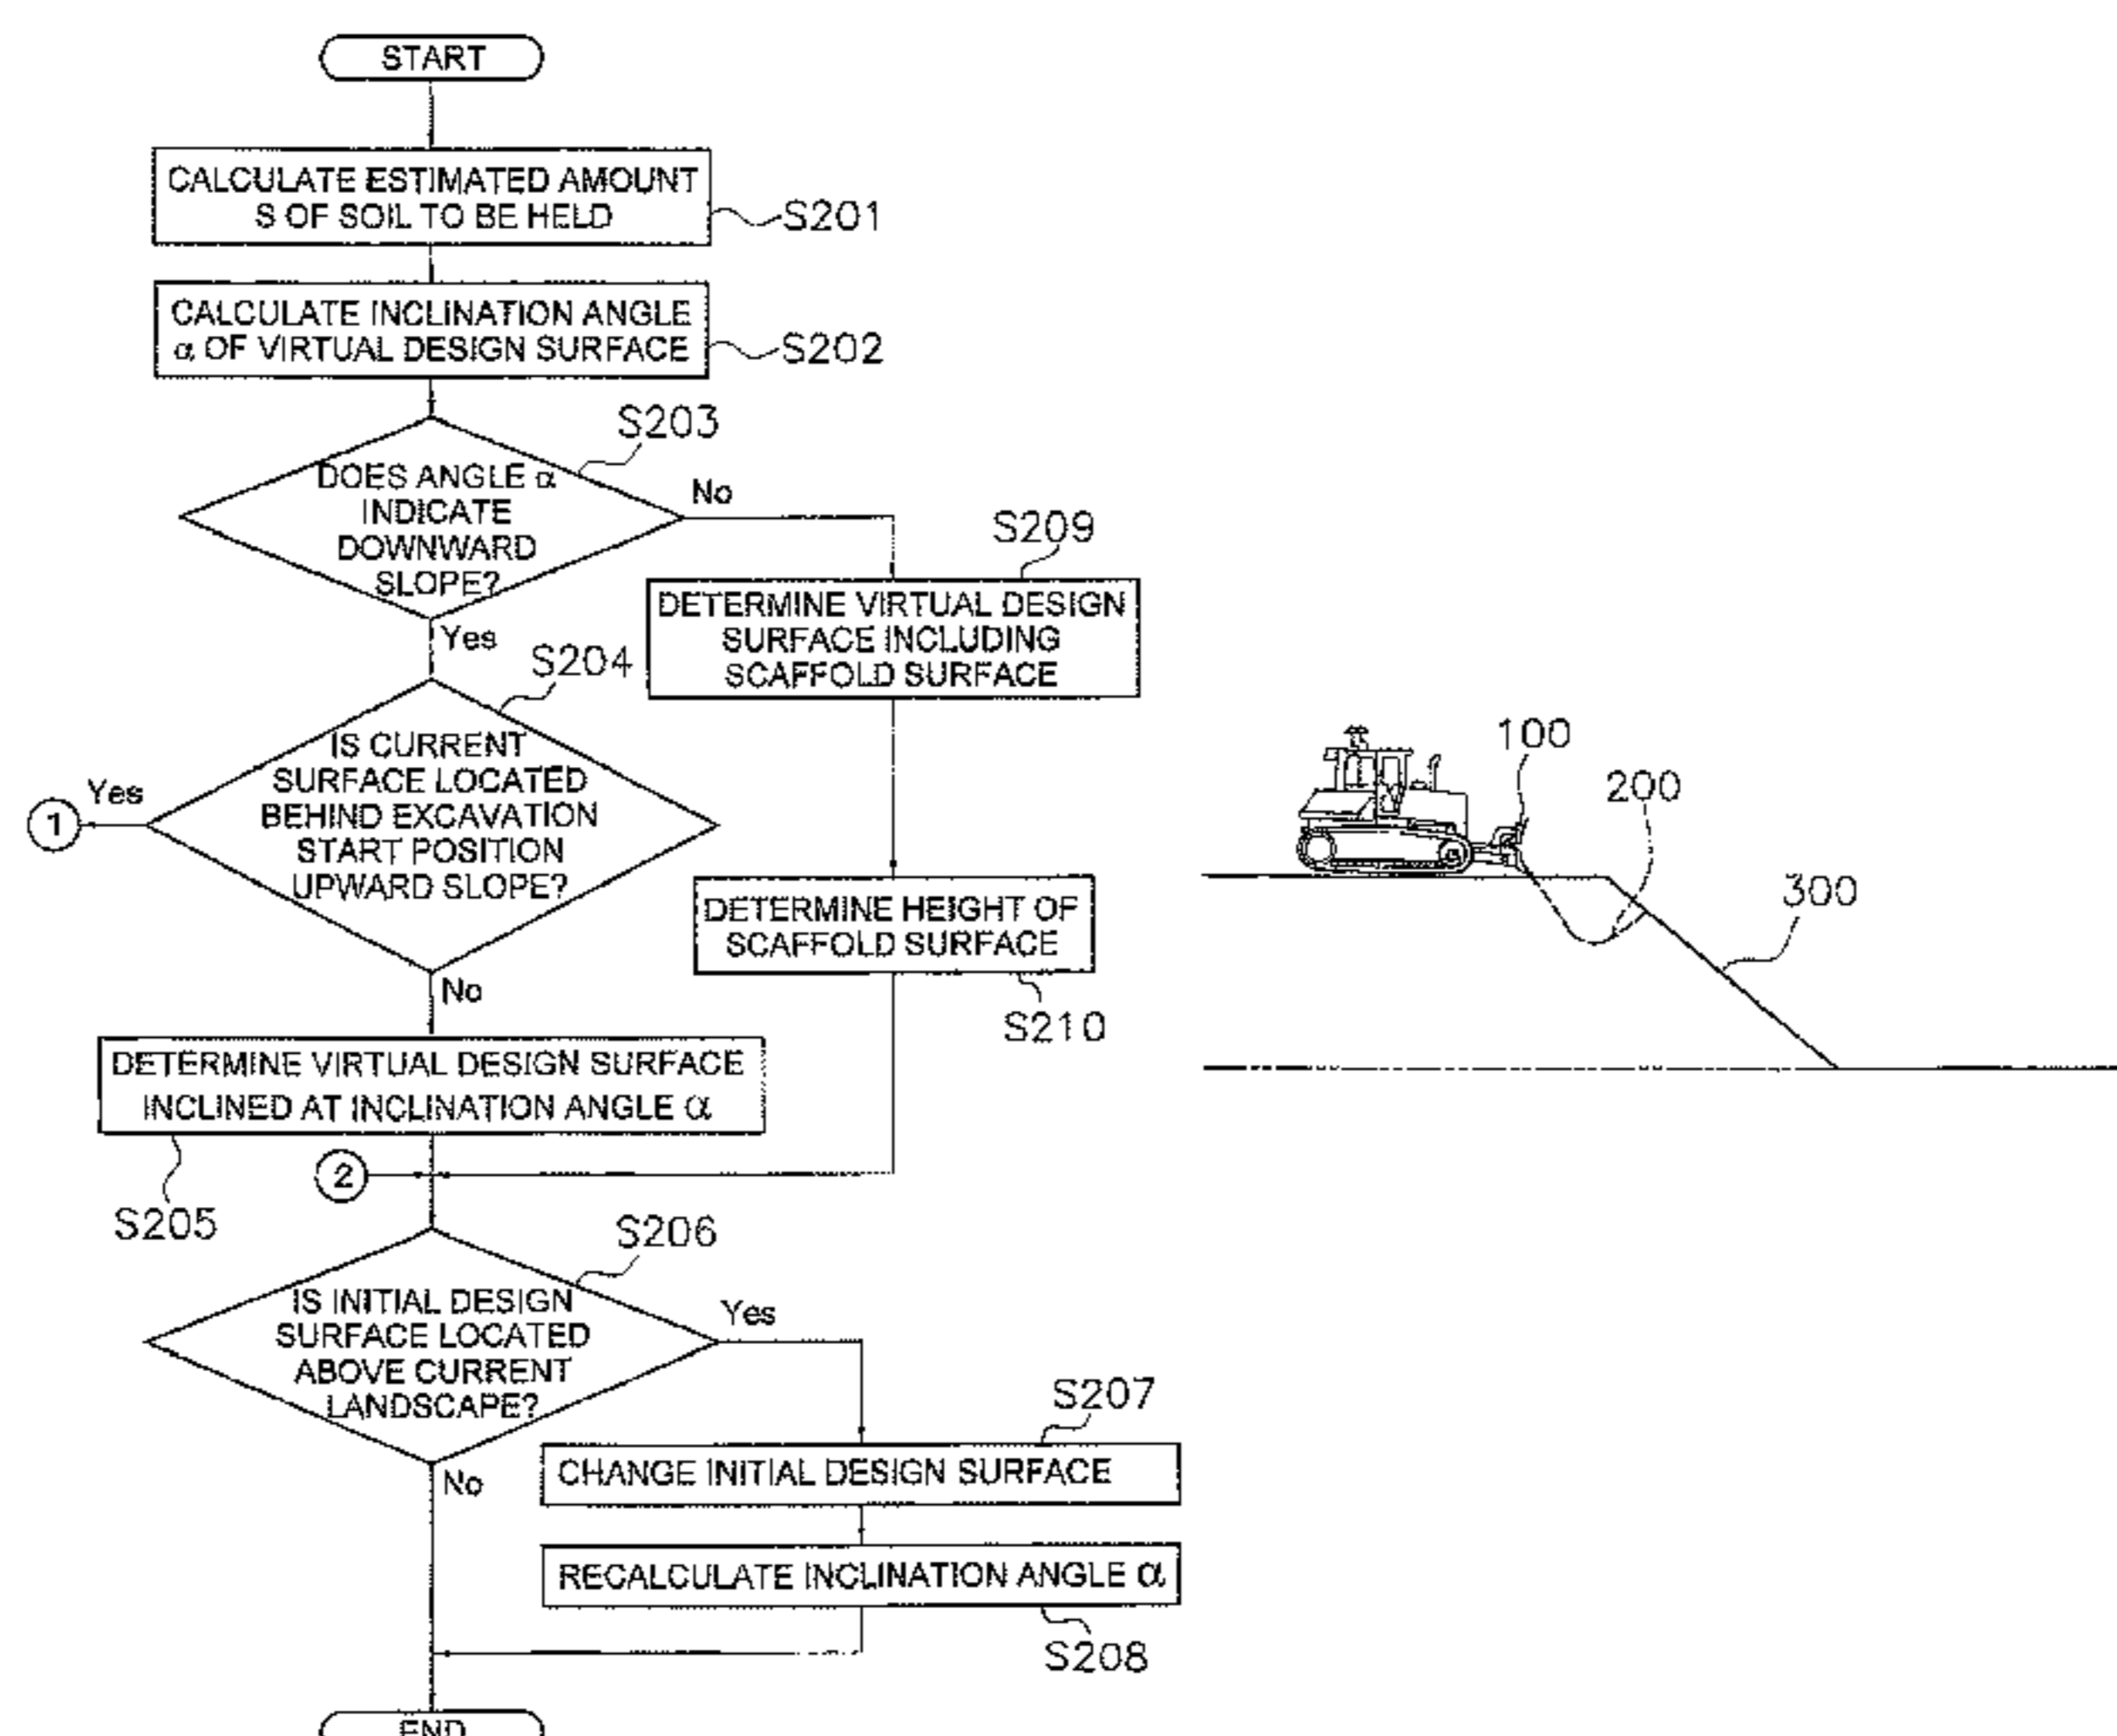 START
CALCULATE ESTIMATED AMOUNT
S OF SOIL TO BE HELD
S201
CALCULATE INCLINATION ANGLE
α OF VIRTUAL DESIGN SURFACE
S202
S203
DOES ANGLE α
INDICATE
DOWNWARD
SLOPE?
No
Yes
S209
DETERMINE VIRTUAL DESIGN
SURFACE INCLUDING
SCAFFOLD SURFACE
S204
IS CURRENT
SURFACE LOCATED
BEHIND EXCAVATION
START POSITION
UPWARD SLOPE?
Yes
1
No
DETERMINE HEIGHT OF
SCAFFOLD SURFACE
S210
DETERMINE VIRTUAL DESIGN SURFACE
INCLINED AT INCLINATION ANGLE α
2
S205
S206
IS INITIAL DESIGN
SURFACE LOCATED
ABOVE CURRENT
LANDSCAPE?
Yes
No
S207
CHANGE INITIAL DESIGN SURFACE
RECALCULATE INCLINATION ANGLE α
S208
END
100
200
300